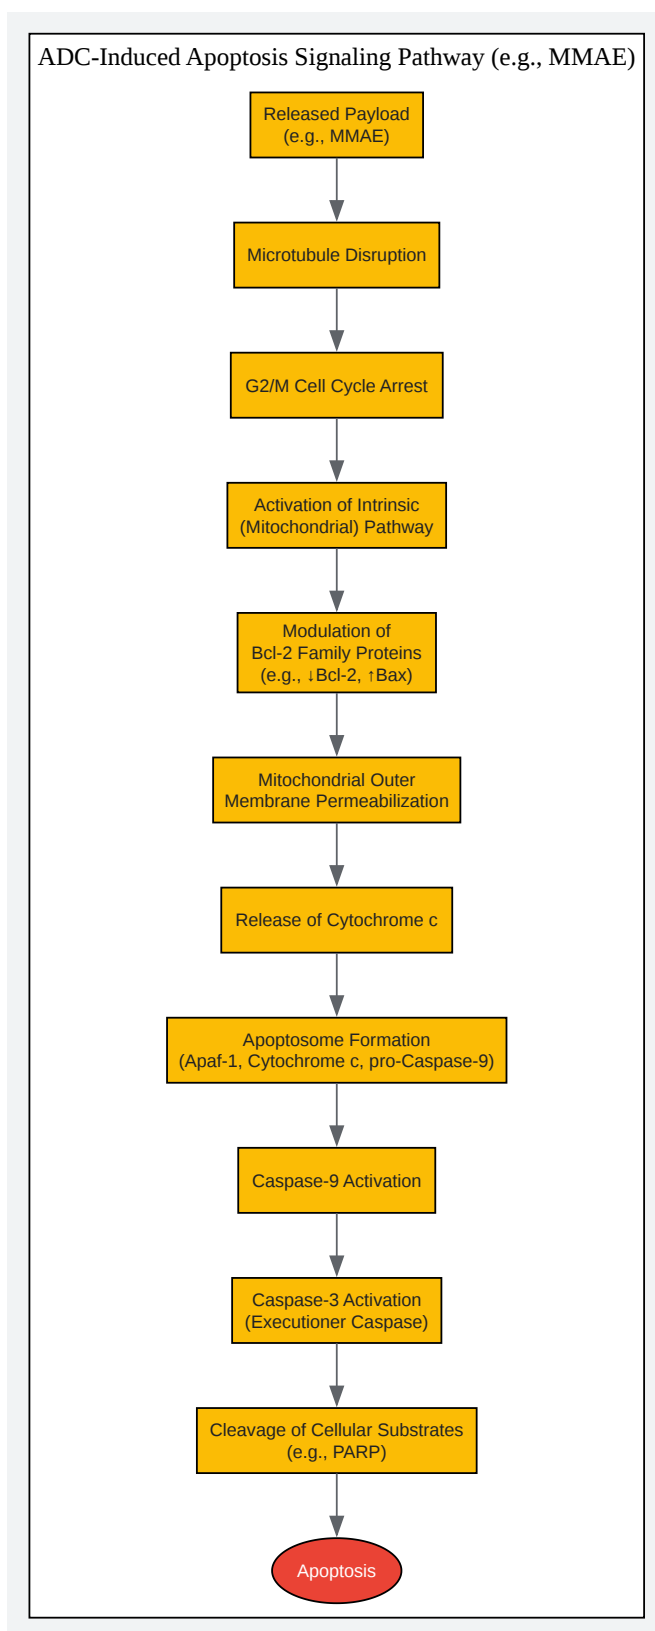 ADC-Induced Apoptosis Signaling Pathway (e.g., MMAE)
Released Payload
(e.g., MMAE)
Microtubule Disruption
G2/M Cell Cycle Arrest
Activation of Intrinsic
(Mitochondrial) Pathway
Modulation of
Bcl-2 Family Proteins
(e.g., ↓Bcl-2, ↑Bax)
Mitochondrial Outer
Membrane Permeabilization
Release of Cytochrome c
Apoptosome Formation
(Apaf-1, Cytochrome c, pro-Caspase-9)
Caspase-9 Activation
Caspase-3 Activation
(Executioner Caspase)
Cleavage of Cellular Substrates
(e.g., PARP)
Apoptosis